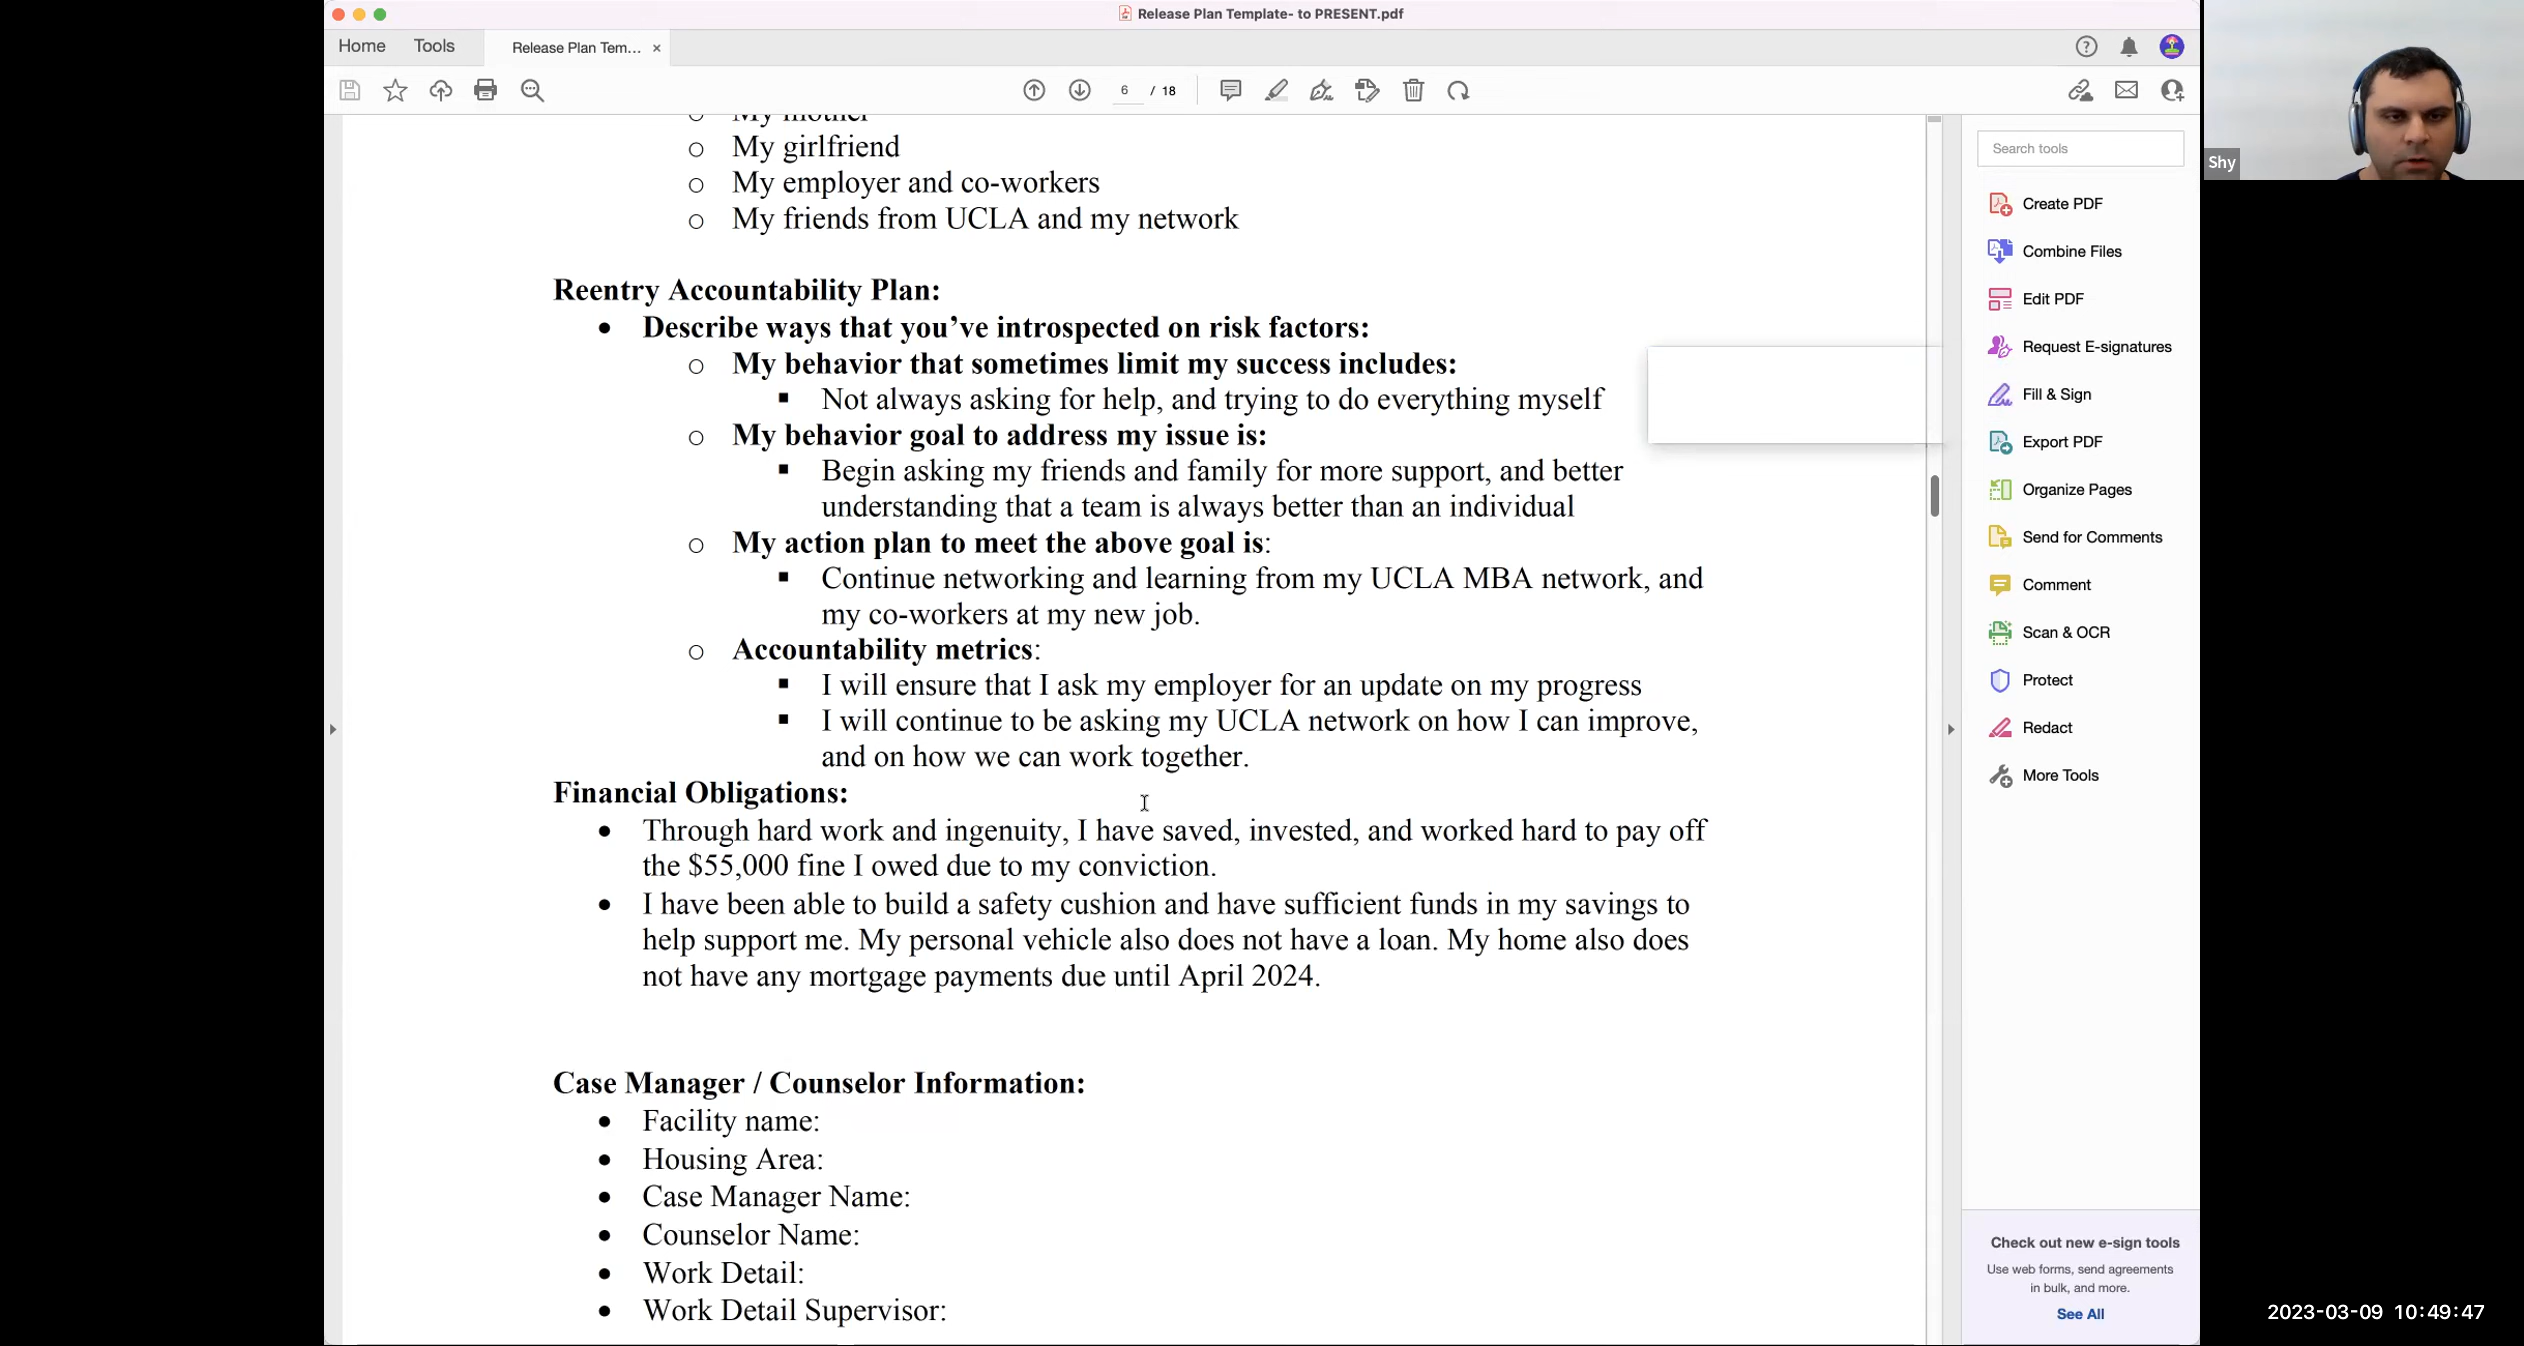 Release Plan Template- to PRESENT.pdf
Home Tools Release Plan Tem... ×
6 / 18
My mother
○ My girlfriend
○ My employer and co-workers
○ My friends from UCLA and my network
Reentry Accountability Plan:
• Describe ways that you’ve introspected on risk factors:
○ My behavior that sometimes limit my success includes:
▪ Not always asking for help, and trying to do everything myself
○ My behavior goal to address my issue is:
▪ Begin asking my friends and family for more support, and better
understanding that a team is always better than an individual
○ My action plan to meet the above goal is:
▪ Continue networking and learning from my UCLA MBA network, and
my co-workers at my new job.
○ Accountability metrics:
▪ I will ensure that I ask my employer for an update on my progress
▪ I will continue to be asking my UCLA network on how I can improve,
and on how we can work together.
Financial Obligations:
• Through hard work and ingenuity, I have saved, invested, and worked hard to pay off
the $55,000 fine I owed due to my conviction.
• I have been able to build a safety cushion and have sufficient funds in my savings to
help support me. My personal vehicle also does not have a loan. My home also does
not have any mortgage payments due until April 2024.
Case Manager / Counselor Information:
• Facility name:
• Housing Area:
• Case Manager Name:
• Counselor Name:
• Work Detail:
• Work Detail Supervisor:
Search tools
Create PDF
Combine Files
Edit PDF
Request E-signatures
Fill & Sign
Export PDF
Organize Pages
Send for Comments
Comment
Scan & OCR
Protect
Redact
More Tools
Check out new e-sign tools
Use web forms, send agreements
in bulk, and more.
See All
Shy
2023-03-09 10:49:47